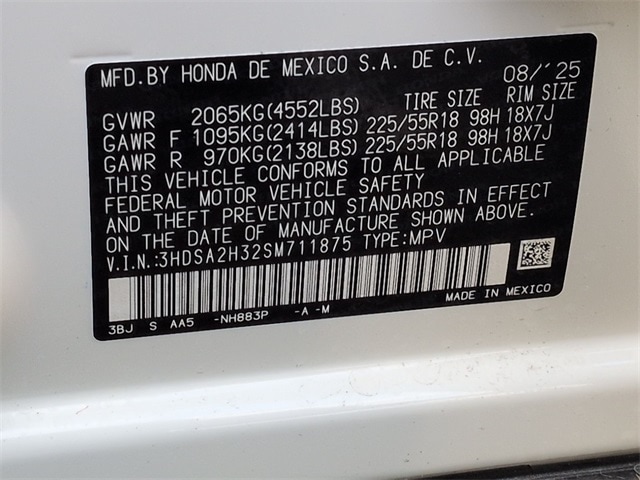 MFD.BY HONDA DE MEXICO S.A. DE C.V. 08/'25
TIRE SIZE RIM SIZE
GVWR 2065KG(4552LBS)
GAWR F 1095KG(2414LBS) 225/55R18 98H 18X7J
GAWR R 970KG(2138LBS) 225/55R18 98H 18X7J
THIS VEHICLE CONFORMS TO ALL APPLICABLE
FEDERAL MOTOR VEHICLE SAFETY
AND THEFT PREVENTION STANDARDS IN EFFECT
ON THE DATE OF MANUFACTURE SHOWN ABOVE.
V.I.N.:3HDSA2H32SM711875 TYPE:MPV
MADE IN MEXICO
3BJ S AA5 -NH883P -A -M